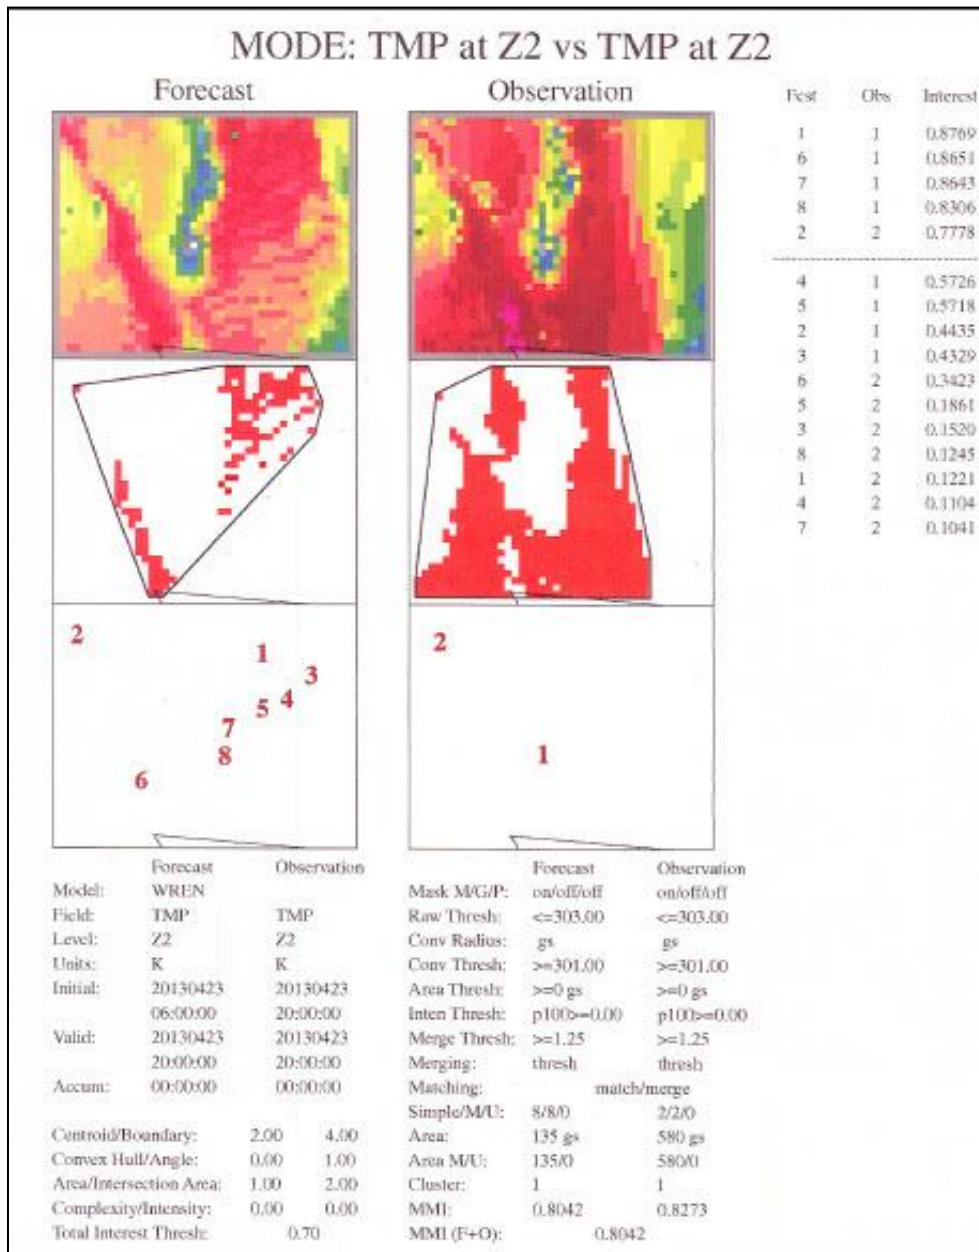 MODE: TMP at Z2 vs TMP at Z2
Forecast Observation
Fcst Obs Interest
1 1 0.8769
6 1 0.8651
7 1 0.8643
8 1 0.8306
2 2 0.7778
4 1 0.5726
5 1 0.5718
2 1 0.4435
3 1 0.4329
6 2 0.3423
5 2 0.1861
3 2 0.1520
8 2 0.1245
1 2 0.1221
4 2 0.1104
7 2 0.1041
2
1
3
4
5
7
8
6
2
1
Forecast Observation
Model: WREN
Field: TMP TMP
Level: Z2 Z2
Units: K K
Initial: 20130423 20130423
06:00:00 20:00:00
Valid: 20130423 20130423
20:00:00 20:00:00
Accum: 00:00:00 00:00:00
Centroid/Boundary: 2.00 4.00
Convex Hull/Angle: 0.00 1.00
Area/Intersection Area: 1.00 2.00
Complexity/Intensity: 0.00 0.00
Total Interest Thresh: 0.70
Forecast Observation
Mask M/G/P: on/off/off on/off/off
Raw Thresh: <=303.00 <=303.00
Conv Radius: gs gs
Conv Thresh: >=301.00 >=301.00
Area Thresh: >=0 gs >=0 gs
Inten Thresh: p100>=0.00 p100>=0.00
Merge Thresh: >=1.25 >=1.25
Merging: thresh thresh
Matching: match/merge
Simple/M/U: 8/8/0 2/2/0
Area: 135 gs 580 gs
Area M/U: 135/0 580/0
Cluster: 1 1
MMI: 0.8042 0.8273
MMI (F+O): 0.8042